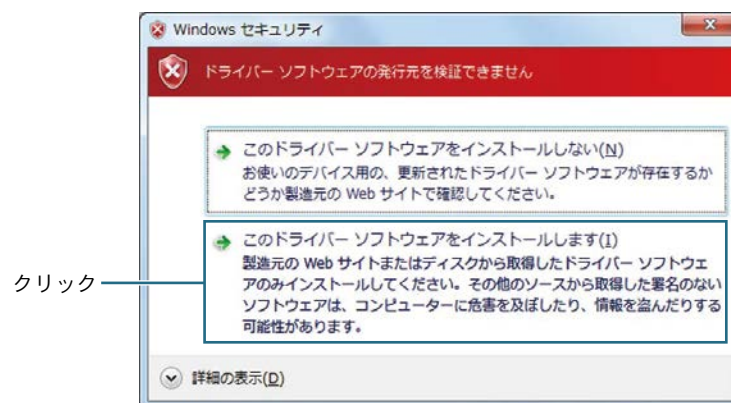 Windows セキュリティ
ドライバー ソフトウェアの発行元を検証できません
このドライバー ソフトウェアをインストールしない(N)
お使いのデバイス用の、更新されたドライバー ソフトウェアが存在するか
どうか製造元の Web サイトで確認してください。
このドライバー ソフトウェアをインストールします(I)
製造元の Web サイトまたはディスクから取得したドライバー ソフトウェ
アのみインストールしてください。その他のソースから取得した署名のない
ソフトウェアは、コンピューターに危害を及ぼしたり、情報を盗んだりする
可能性があります。
クリック
詳細の表示(D)